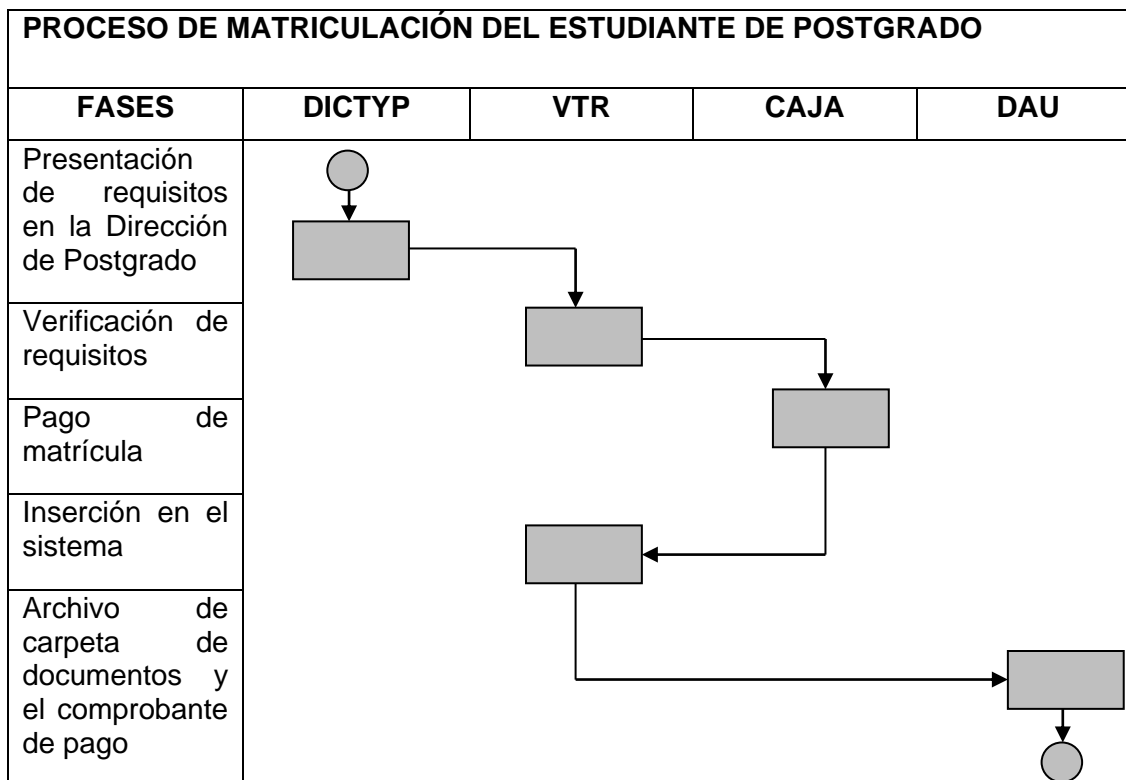 PROCESO DE MATRICULACIÓN DEL ESTUDIANTE DE POSTGRADO
FASES DICTYP VTR CAJA DAU
Presentación
de requisitos
en la Dirección
de Postgrado
Verificación de
requisitos
Pago de
matrícula
Inserción en el
sistema
Archivo de
carpeta de
documentos y
el comprobante
de pago